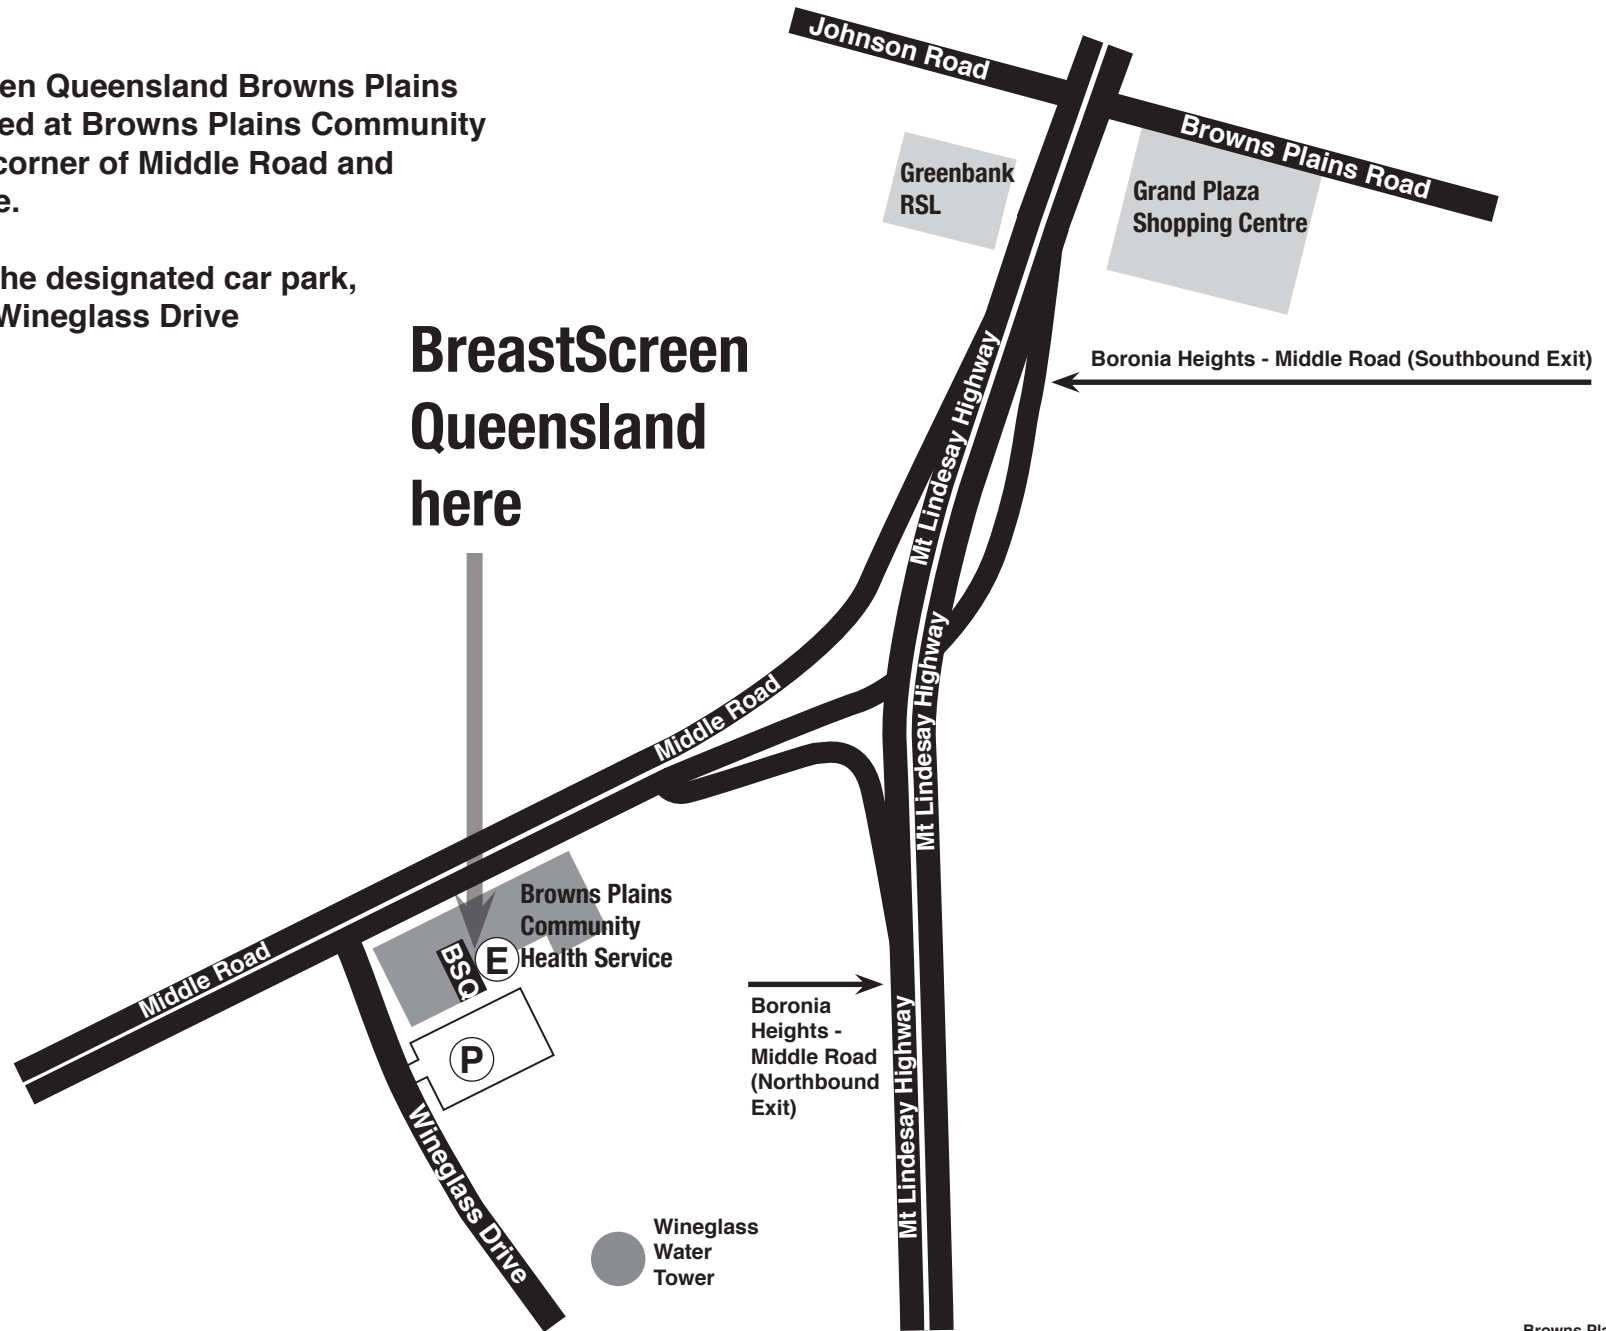 en Queensland Browns Plains
ed at Browns Plains Community
corner of Middle Road and
e.
he designated car park,
Wineglass Drive
Johnson Road
Browns Plains Road
Greenbank
RSL
Grand Plaza
Shopping Centre
BreastScreen
Queensland
here
Boronia Heights - Middle Road (Southbound Exit)
Mt Lindesay Highway
Mt Lindesay Highway
Middle Road
Browns Plains
Community
Health Service
BSQ
E
P
Middle Road
Boronia
Heights -
Middle Road
(Northbound
Exit)
Mt Lindesay Highway
Wineglass Drive
Wineglass
Water
Tower
Browns Pla